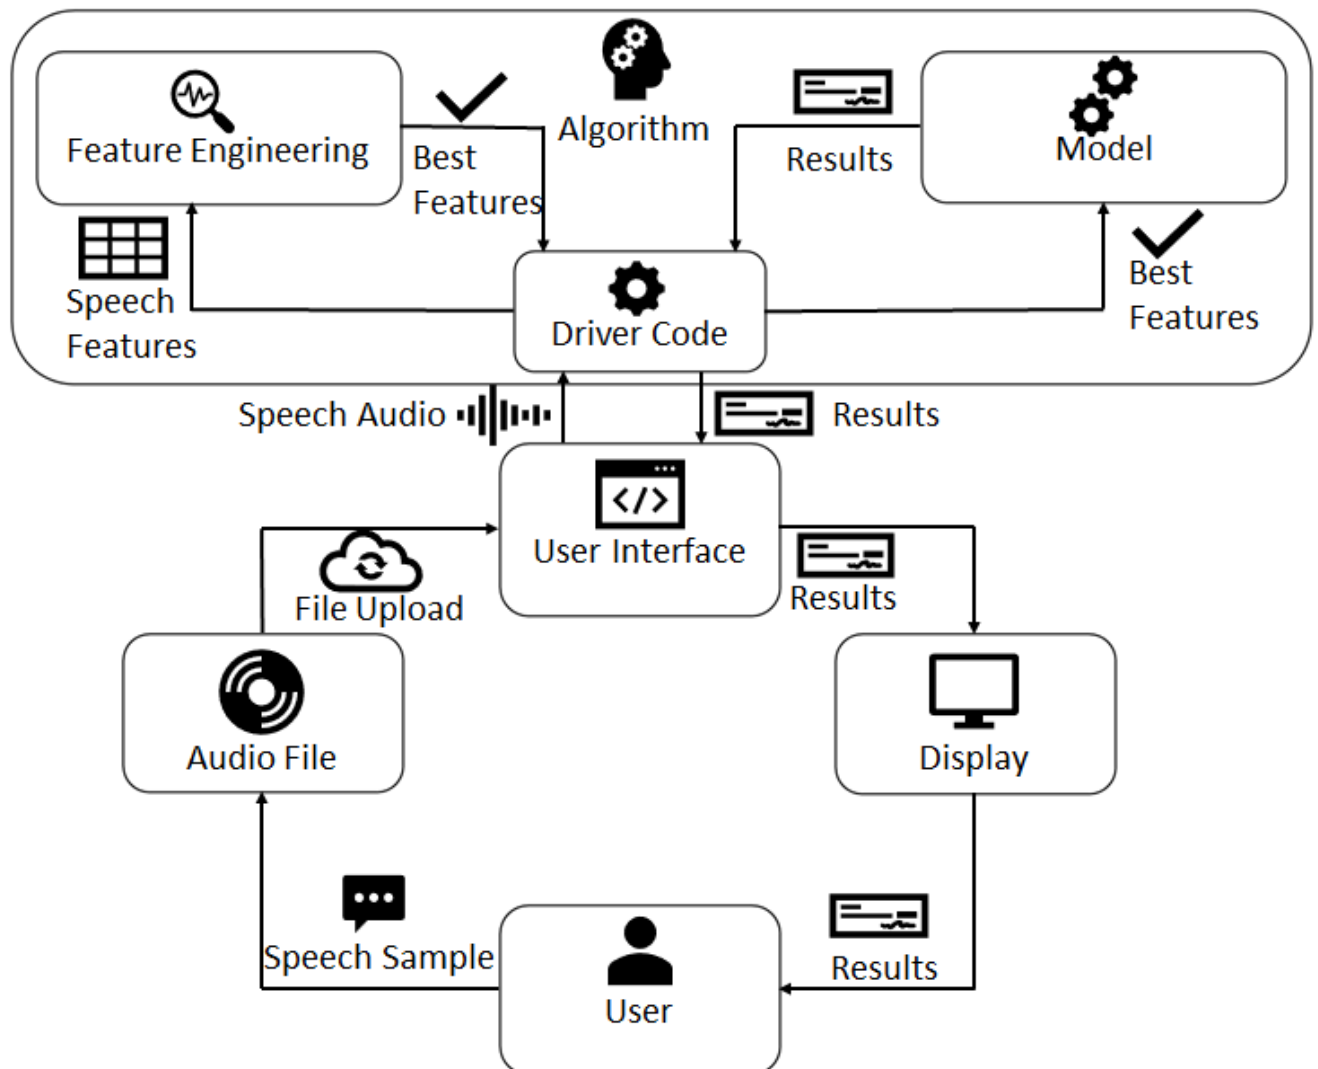 Algorithm
Feature Engineering
Best
Features
Results
Model
Speech
Features
Driver Code
Best
Features
Speech Audio
Results
</>
User Interface
File Upload
Results
Audio File
Display
Speech Sample
Results
User